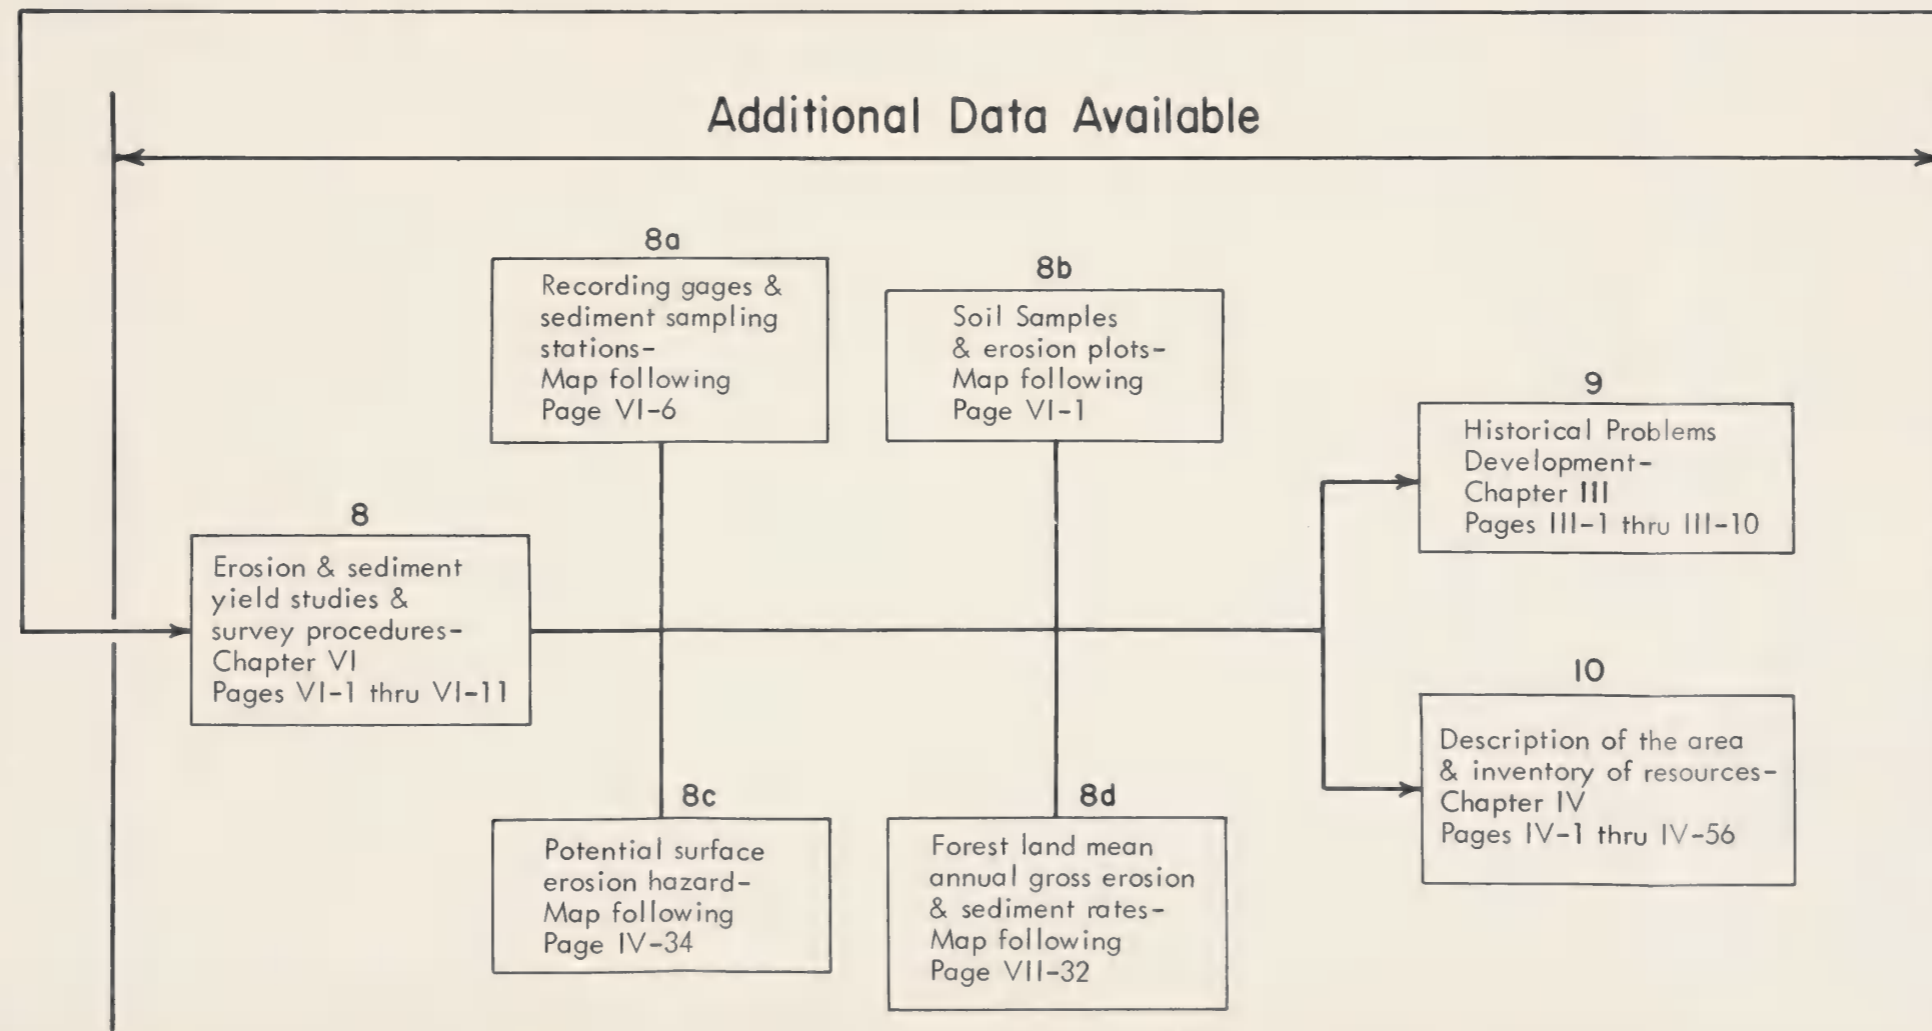 Additional Data Available
8a
Recording gages &
sediment sampling
stations-
Map following
Page VI-6
8b
Soil Samples
& erosion plots-
Map following
Page VI-1
9
Historical Problems
Development-
Chapter III
Pages III-1 thru III-10
8
Erosion & sediment
yield studies &
survey procedures-
Chapter VI
Pages VI-1 thru VI-11
10
Description of the area
& inventory of resources-
Chapter IV
Pages IV-1 thru IV-56
8c
Potential surface
erosion hazard-
Map following
Page IV-34
8d
Forest land mean
annual gross erosion
& sediment rates-
Map following
Page VII-32